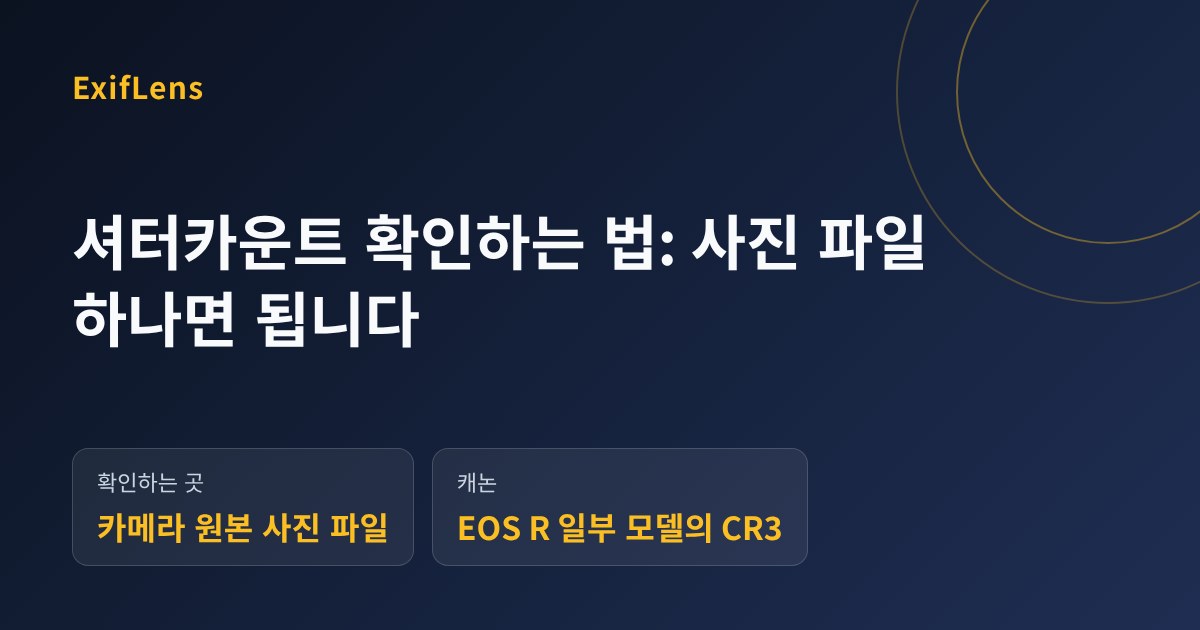 ExifLens
셔터카운트 확인하는 법: 사진 파일
하나면 됩니다
확인하는 곳
카메라 원본 사진 파일
캐논
EOS R 일부 모델의 CR3